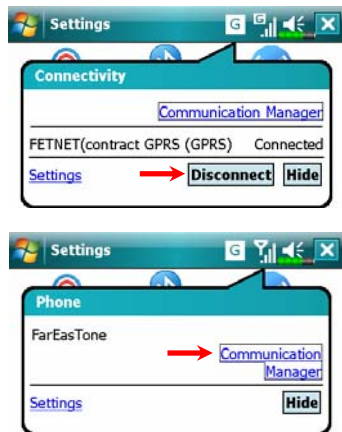 Settings G G
Connectivity
Communication Manager
FETNET(contract GPRS (GPRS) Connected
Settings Disconnect Hide
Settings G
Phone
FarEasTone
Communication
Manager
Settings Hide